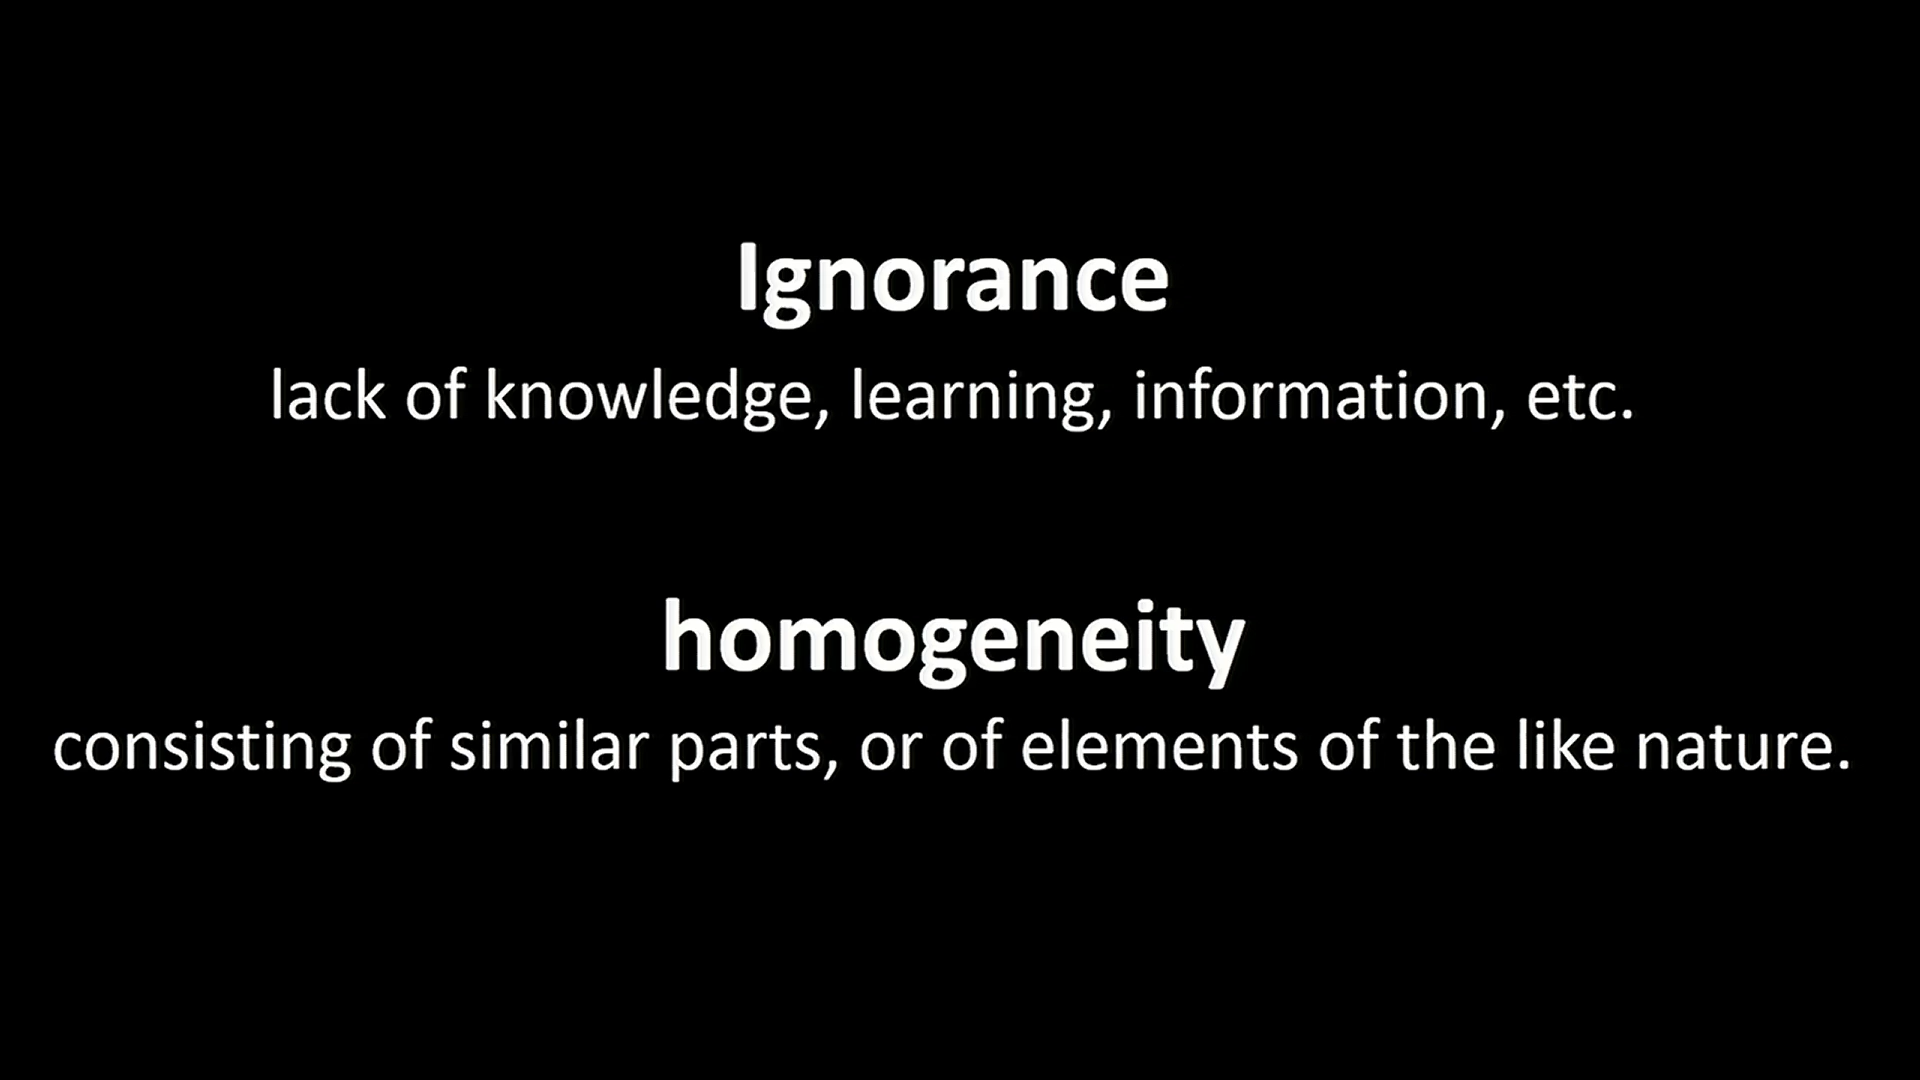 Ignorance
lack of knowledge, learning, information, etc.
homogeneity
consisting of similar parts, or of elements of the like nature.